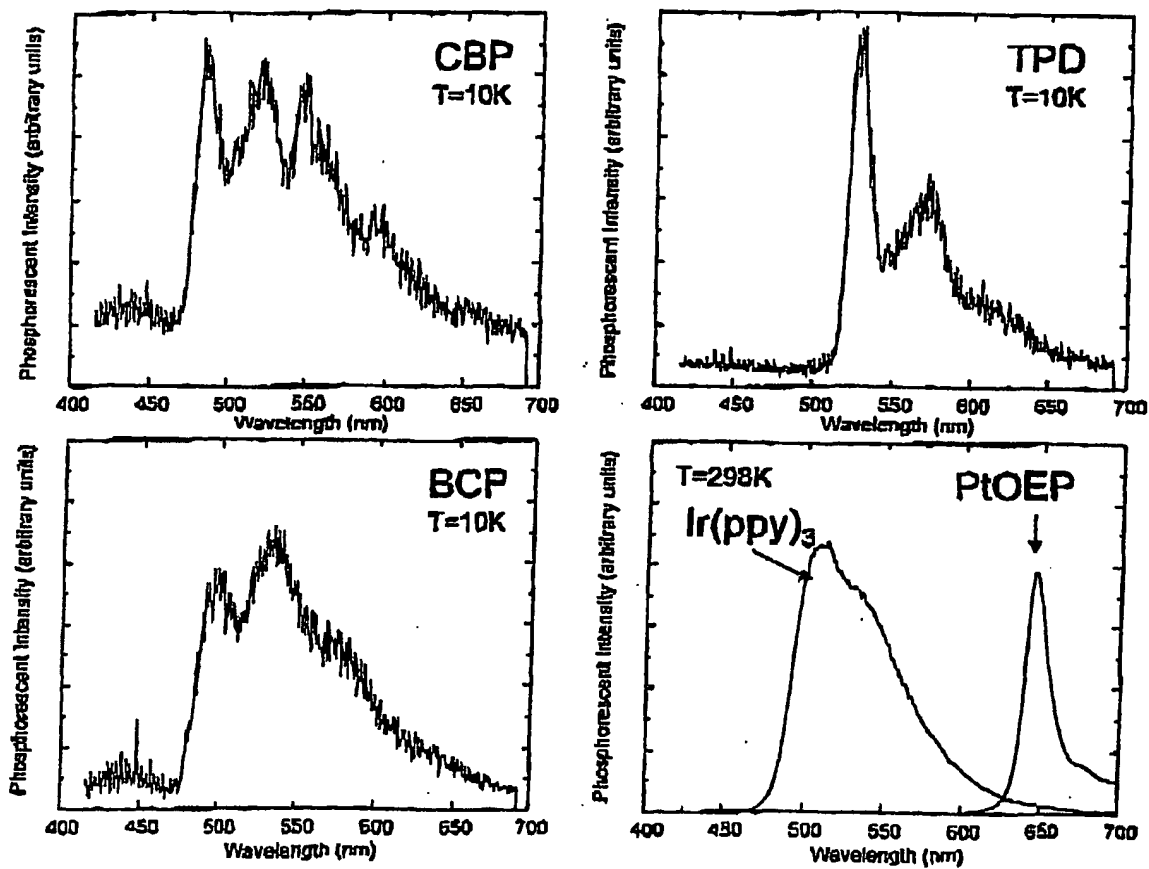 Phosphorescent Intensity (arbitrary units)
CBP
T=10K
400 450 500 550 600 650 700
Wavelength (nm)
Phosphorescent Intensity (arbitrary units)
TPD
T=10K
400 450 500 550 600 650 700
Wavelength (nm)
Phosphorescent Intensity (arbitrary units)
BCP
T=10K
400 450 500 550 600 650 700
Wavelength (nm)
Phosphorescent Intensity (arbitrary units)
T=298K
PtOEP
Ir(ppy)3
400 450 500 550 600 650 700
Wavelength (nm)